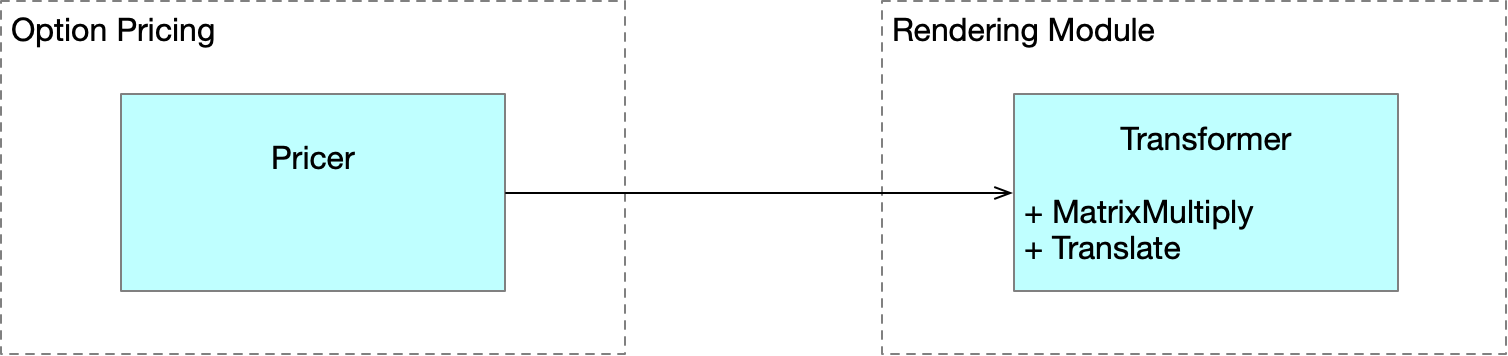 Option Pricing
Pricer
Rendering Module
Transformer
+ MatrixMultiply
+ Translate